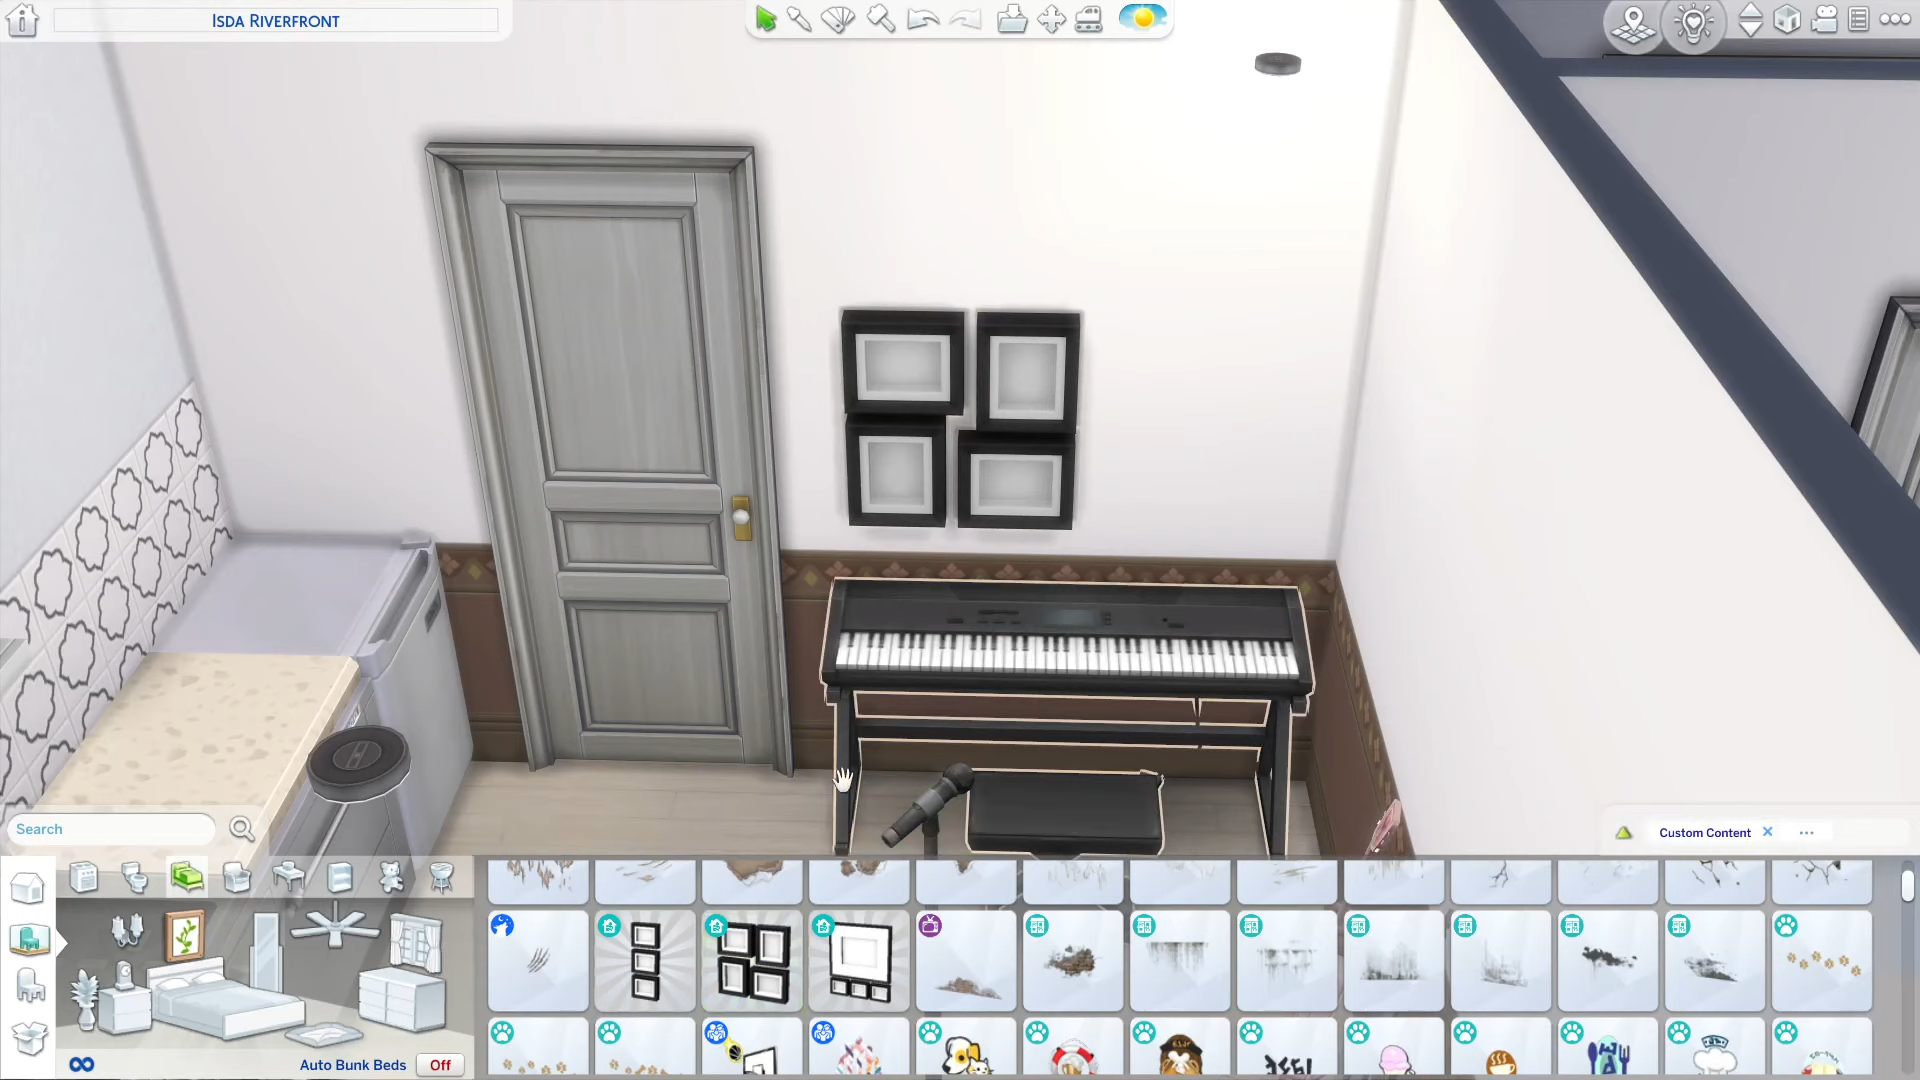 Isda Riverfront
Search
Custom Content
Auto Bunk Beds
Off